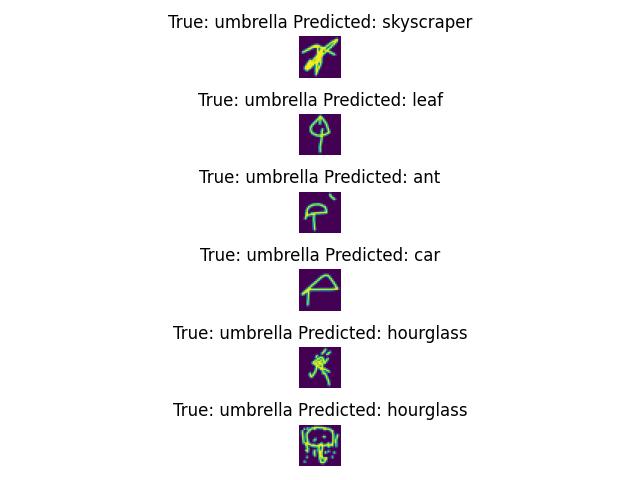 True: umbrella Predicted: skyscraper
True: umbrella Predicted: leaf
True: umbrella Predicted: ant
True: umbrella Predicted: car
True: umbrella Predicted: hourglass
True: umbrella Predicted: hourglass